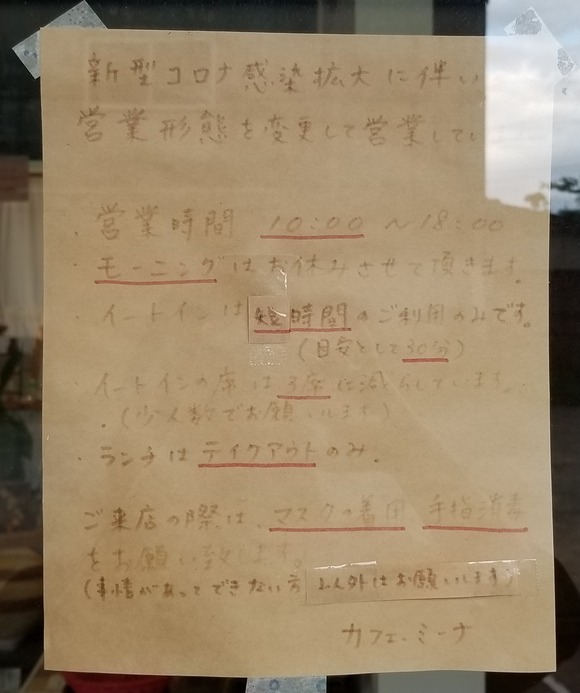 新型コロナ感染拡大に伴い
営業形態を変更して営業してい
・営業時間 10:00 ～18:00
・モーニングはお休みさせて頂きます。
・イートインは短時間のご利用のみです。
(目安として30分)
・イートインの席は3席に減らしています。
・(少人数でお願いします)
・ランチはテイクアウトのみ。
ご来店の際は、マスクの着用 手指消毒
をお願い致します。
(事情があってできない方以外はお願いします)
カフェ・ミーナ